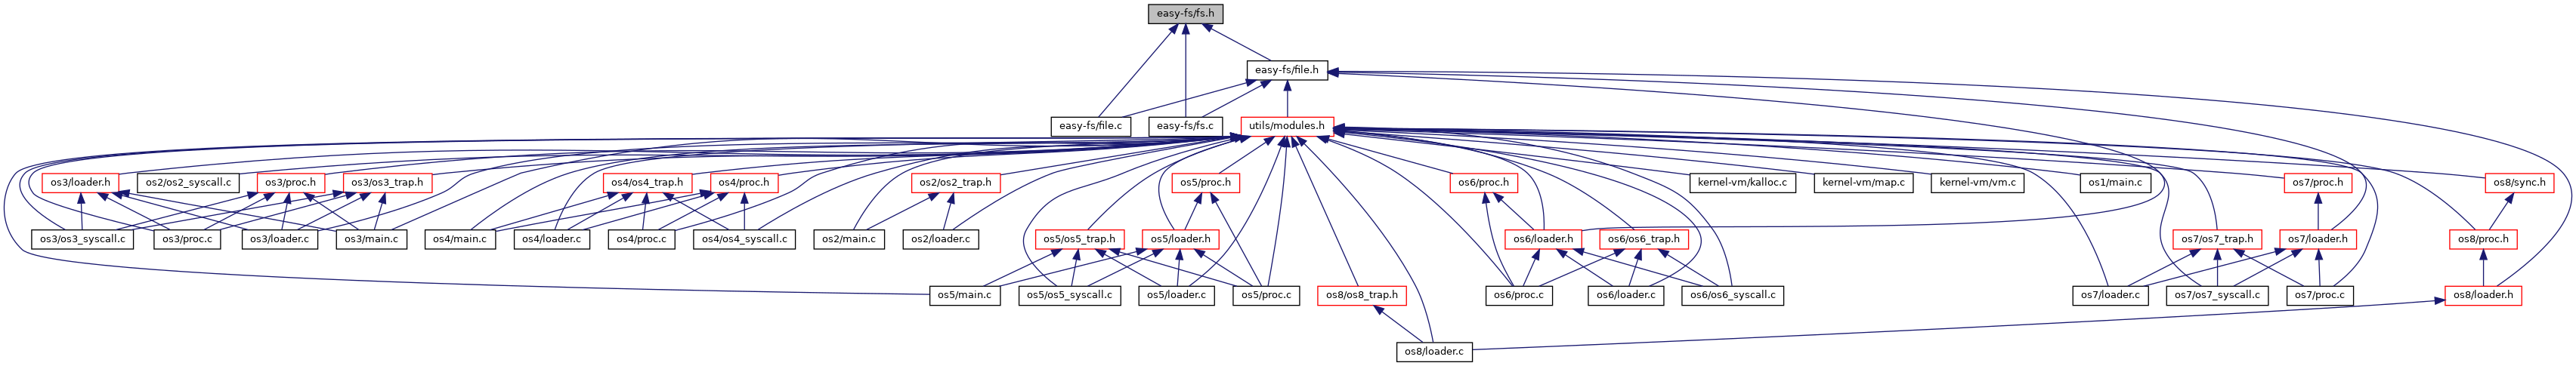 easy-fs/fs.h
easy-fs/file.h
easy-fs/file.c
easy-fs/fs.c
utils/modules.h
os3/loader.h
os2/os2_syscall.c
os3/proc.h
os3/os3_trap.h
os4/os4_trap.h
os4/proc.h
os2/os2_trap.h
os5/proc.h
os6/proc.h
kernel-vm/kalloc.c
kernel-vm/map.c
kernel-vm/vm.c
os1/main.c
os7/proc.h
os8/sync.h
os3/os3_syscall.c
os3/proc.c
os3/loader.c
os3/main.c
os4/main.c
os4/loader.c
os4/proc.c
os4/os4_syscall.c
os2/main.c
os2/loader.c
os5/os5_trap.h
os5/loader.h
os6/loader.h
os6/os6_trap.h
os7/os7_trap.h
os7/loader.h
os8/proc.h
os5/main.c
os5/os5_syscall.c
os5/loader.c
os5/proc.c
os8/os8_trap.h
os6/proc.c
os6/loader.c
os6/os6_syscall.c
os7/loader.c
os7/os7_syscall.c
os7/proc.c
os8/loader.h
os8/loader.c